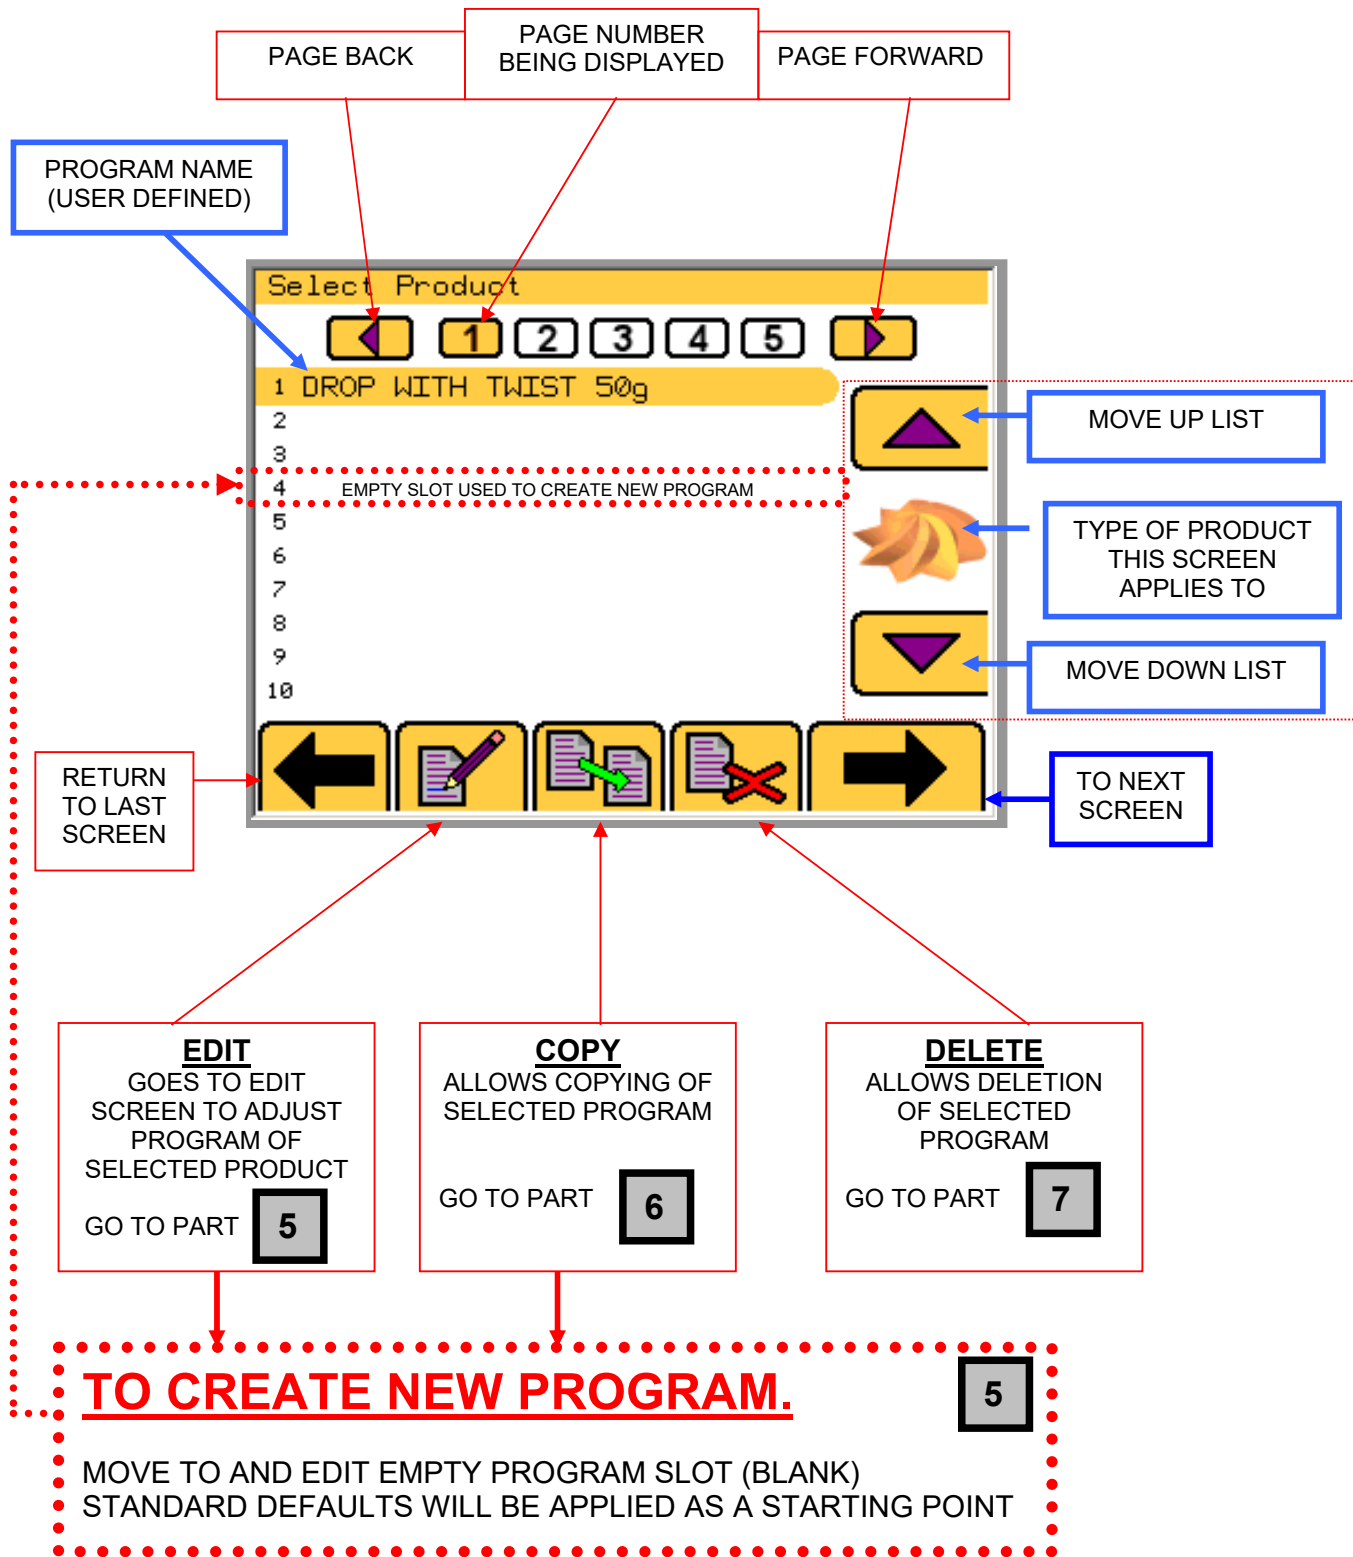 PAGE BACK
PAGE NUMBER
BEING DISPLAYED
PAGE FORWARD
PROGRAM NAME
(USER DEFINED)
Select Product
1 2 3 4 5
1 DROP WITH TWIST 50g
2
3
4 EMPTY SLOT USED TO CREATE NEW PROGRAM
5
6
7
8
9
10
MOVE UP LIST
TYPE OF PRODUCT
THIS SCREEN
APPLIES TO
MOVE DOWN LIST
RETURN
TO LAST
SCREEN
TO NEXT
SCREEN
EDIT
GOES TO EDIT
SCREEN TO ADJUST
PROGRAM OF
SELECTED PRODUCT
GO TO PART 5
COPY
ALLOWS COPYING OF
SELECTED PROGRAM
GO TO PART 6
DELETE
ALLOWS DELETION
OF SELECTED
PROGRAM
GO TO PART 7
TO CREATE NEW PROGRAM. 5
MOVE TO AND EDIT EMPTY PROGRAM SLOT (BLANK)
STANDARD DEFAULTS WILL BE APPLIED AS A STARTING POINT